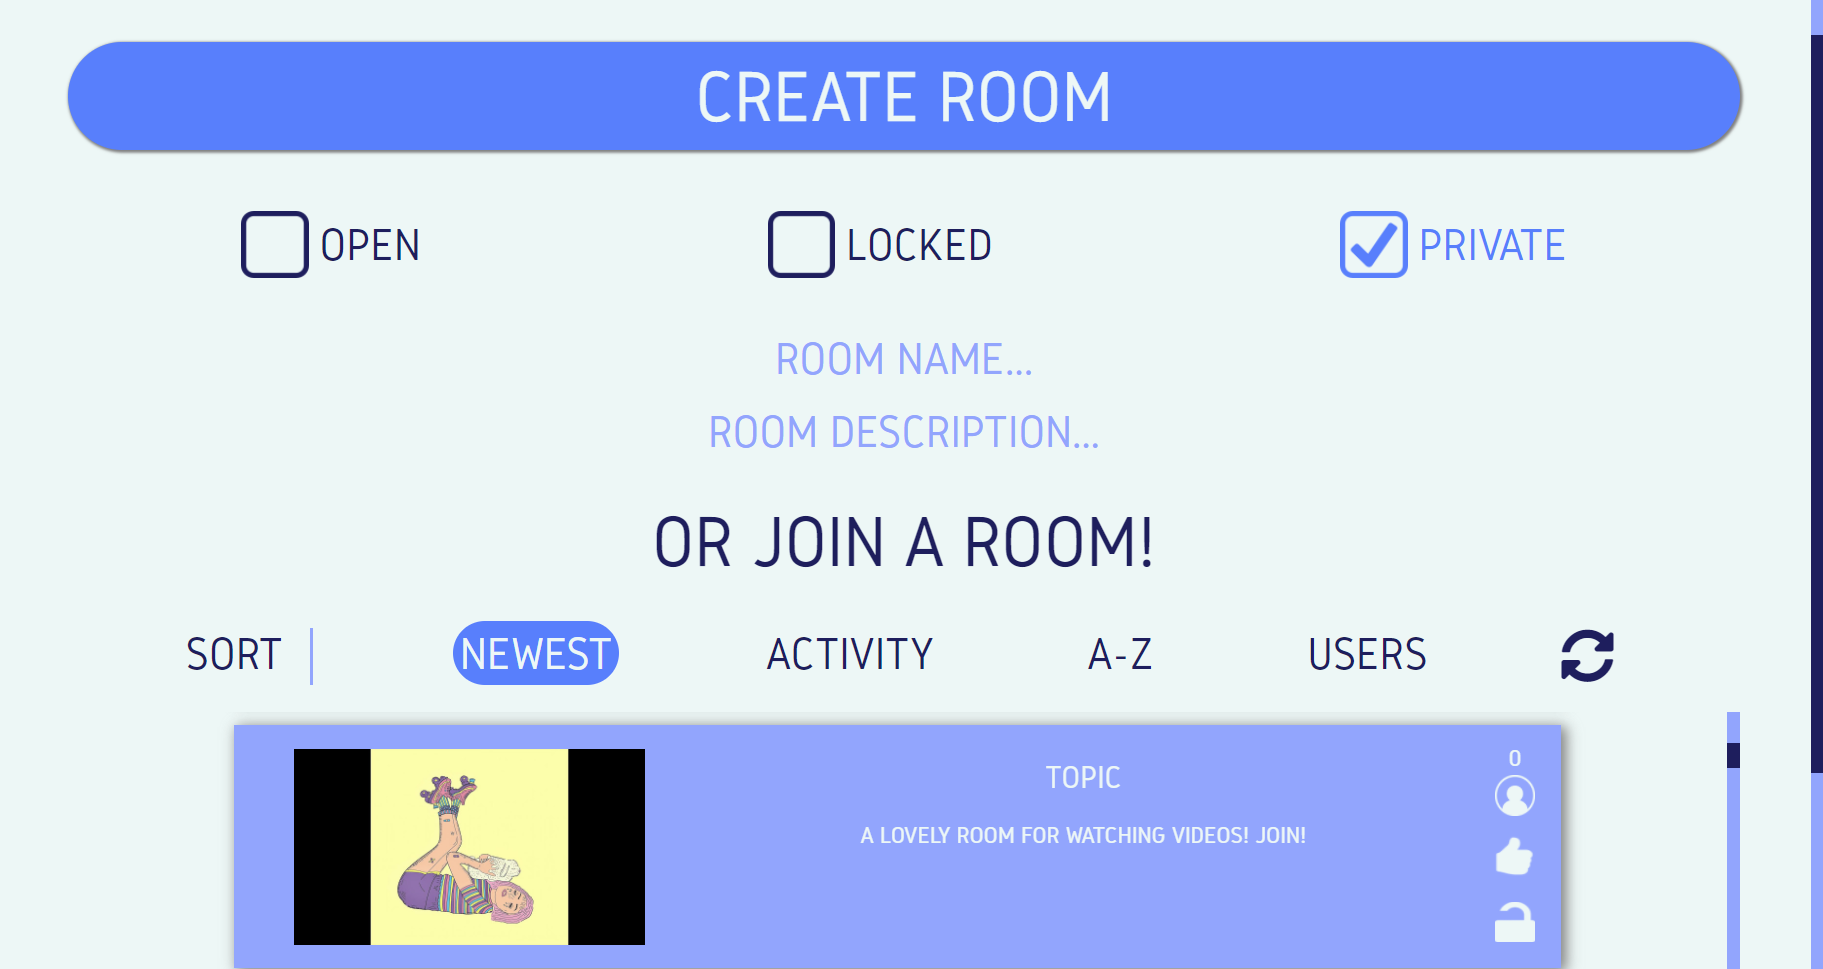 CREATE ROOM
OPEN LOCKED PRIVATE
ROOM NAME...
ROOM DESCRIPTION...
OR JOIN A ROOM!
SORT NEWEST ACTIVITY A-Z USERS
0
TOPIC
A LOVELY ROOM FOR WATCHING VIDEOS! JOIN!